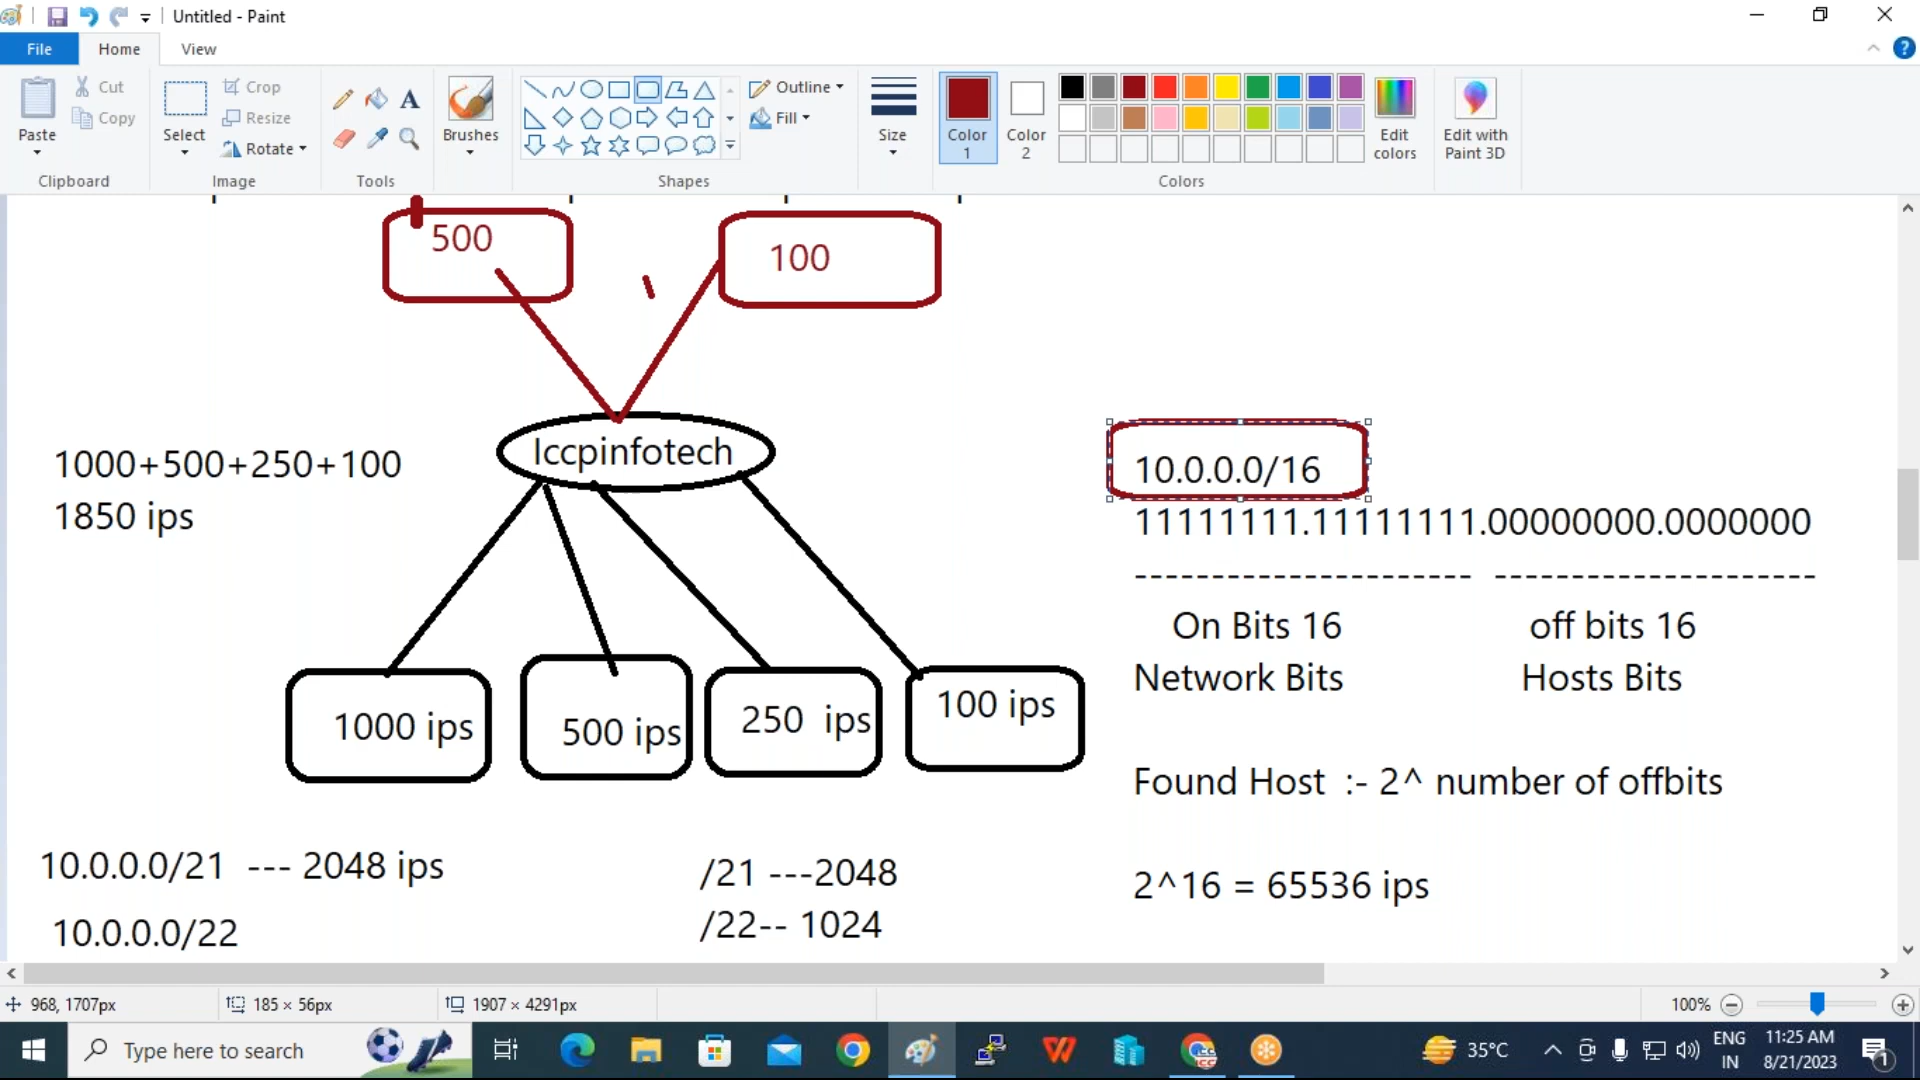 Untitled - Paint
File Home View
Paste
Cut
Copy
Clipboard
Select
Crop
Resize
Rotate
Image
A
Tools
Brushes
Shapes
Outline
Fill
Size
Color 1
Color 2
Edit colors
Colors
Edit with Paint 3D
500
100
1000+500+250+100
1850 ips
Iccpinfotech
1000 ips
500 ips
250 ips
100 ips
10.0.0.0/21 --- 2048 ips
10.0.0.0/22
/21 ---2048
/22-- 1024
10.0.0.0/16
11111111.11111111.00000000.0000000
---------------------- ---------------------
On Bits 16 off bits 16
Network Bits Hosts Bits
Found Host :- 2^ number of offbits
2^16 = 65536 ips
968, 1707px
185 × 56px
1907 × 4291px
100%
Type here to search
35°C
ENG
IN
11:25 AM
8/21/2023
1